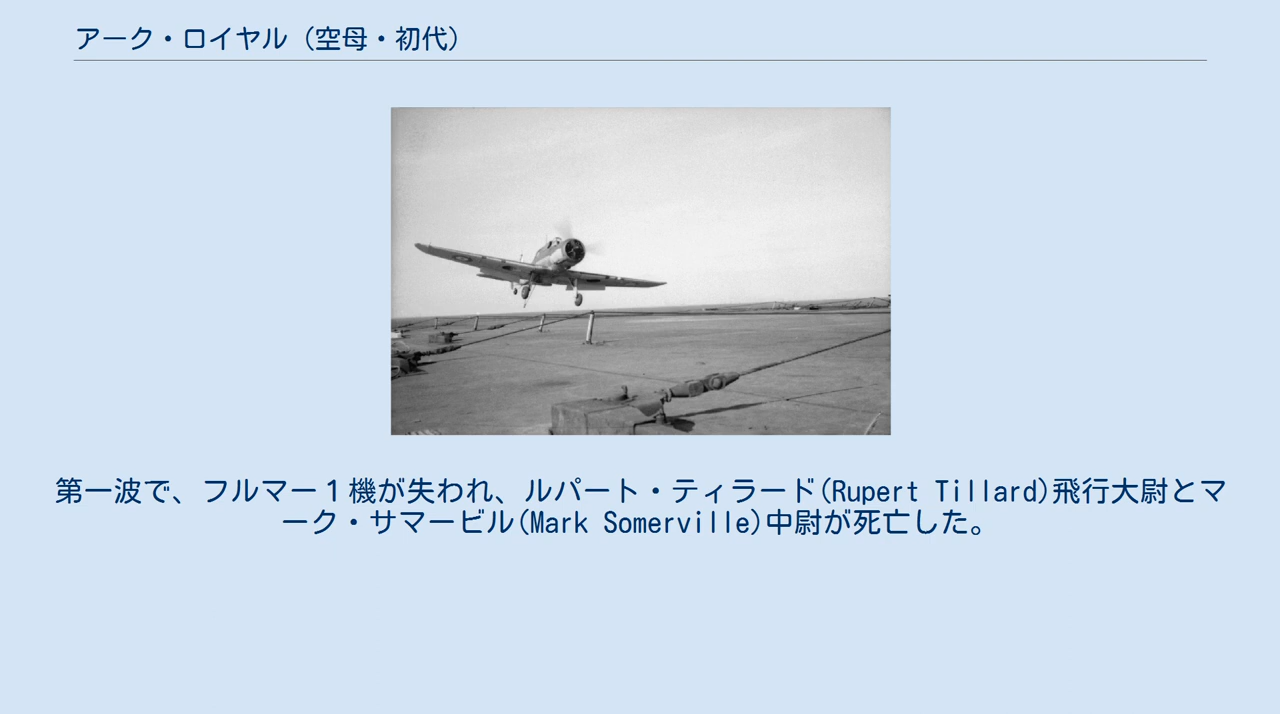 アーク・ロイヤル（空母・初代）
第一波で、フルマー１機が失われ、ルパート・ティラード(Rupert Tillard)飛行大尉とマ
ーク・サマービル(Mark Somerville)中尉が死亡した。